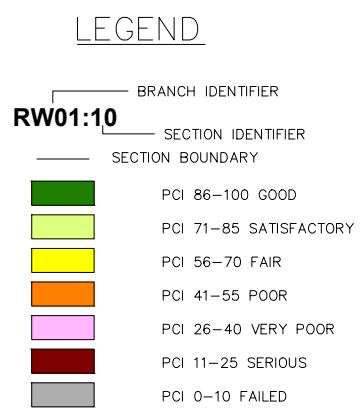 LEGEND
BRANCH IDENTIFIER
RW01:10
SECTION IDENTIFIER
SECTION BOUNDARY
PCI 86-100 GOOD
PCI 71-85 SATISFACTORY
PCI 56-70 FAIR
PCI 41-55 POOR
PCI 26-40 VERY POOR
PCI 11-25 SERIOUS
PCI 0-10 FAILED